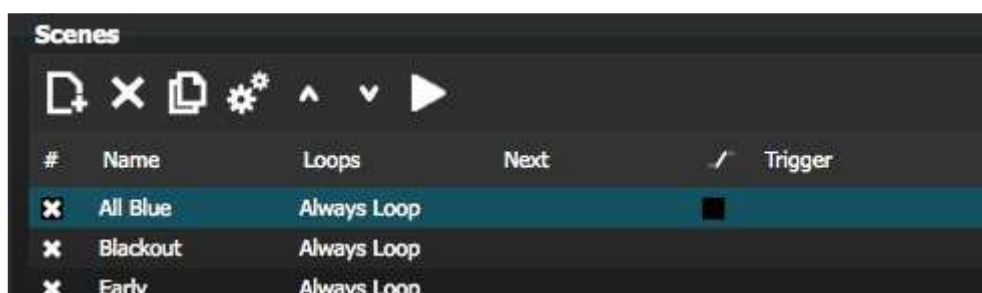 Scenes
# Name Loops Next Trigger
All Blue Always Loop
Blackout Always Loop
Early Always Loop